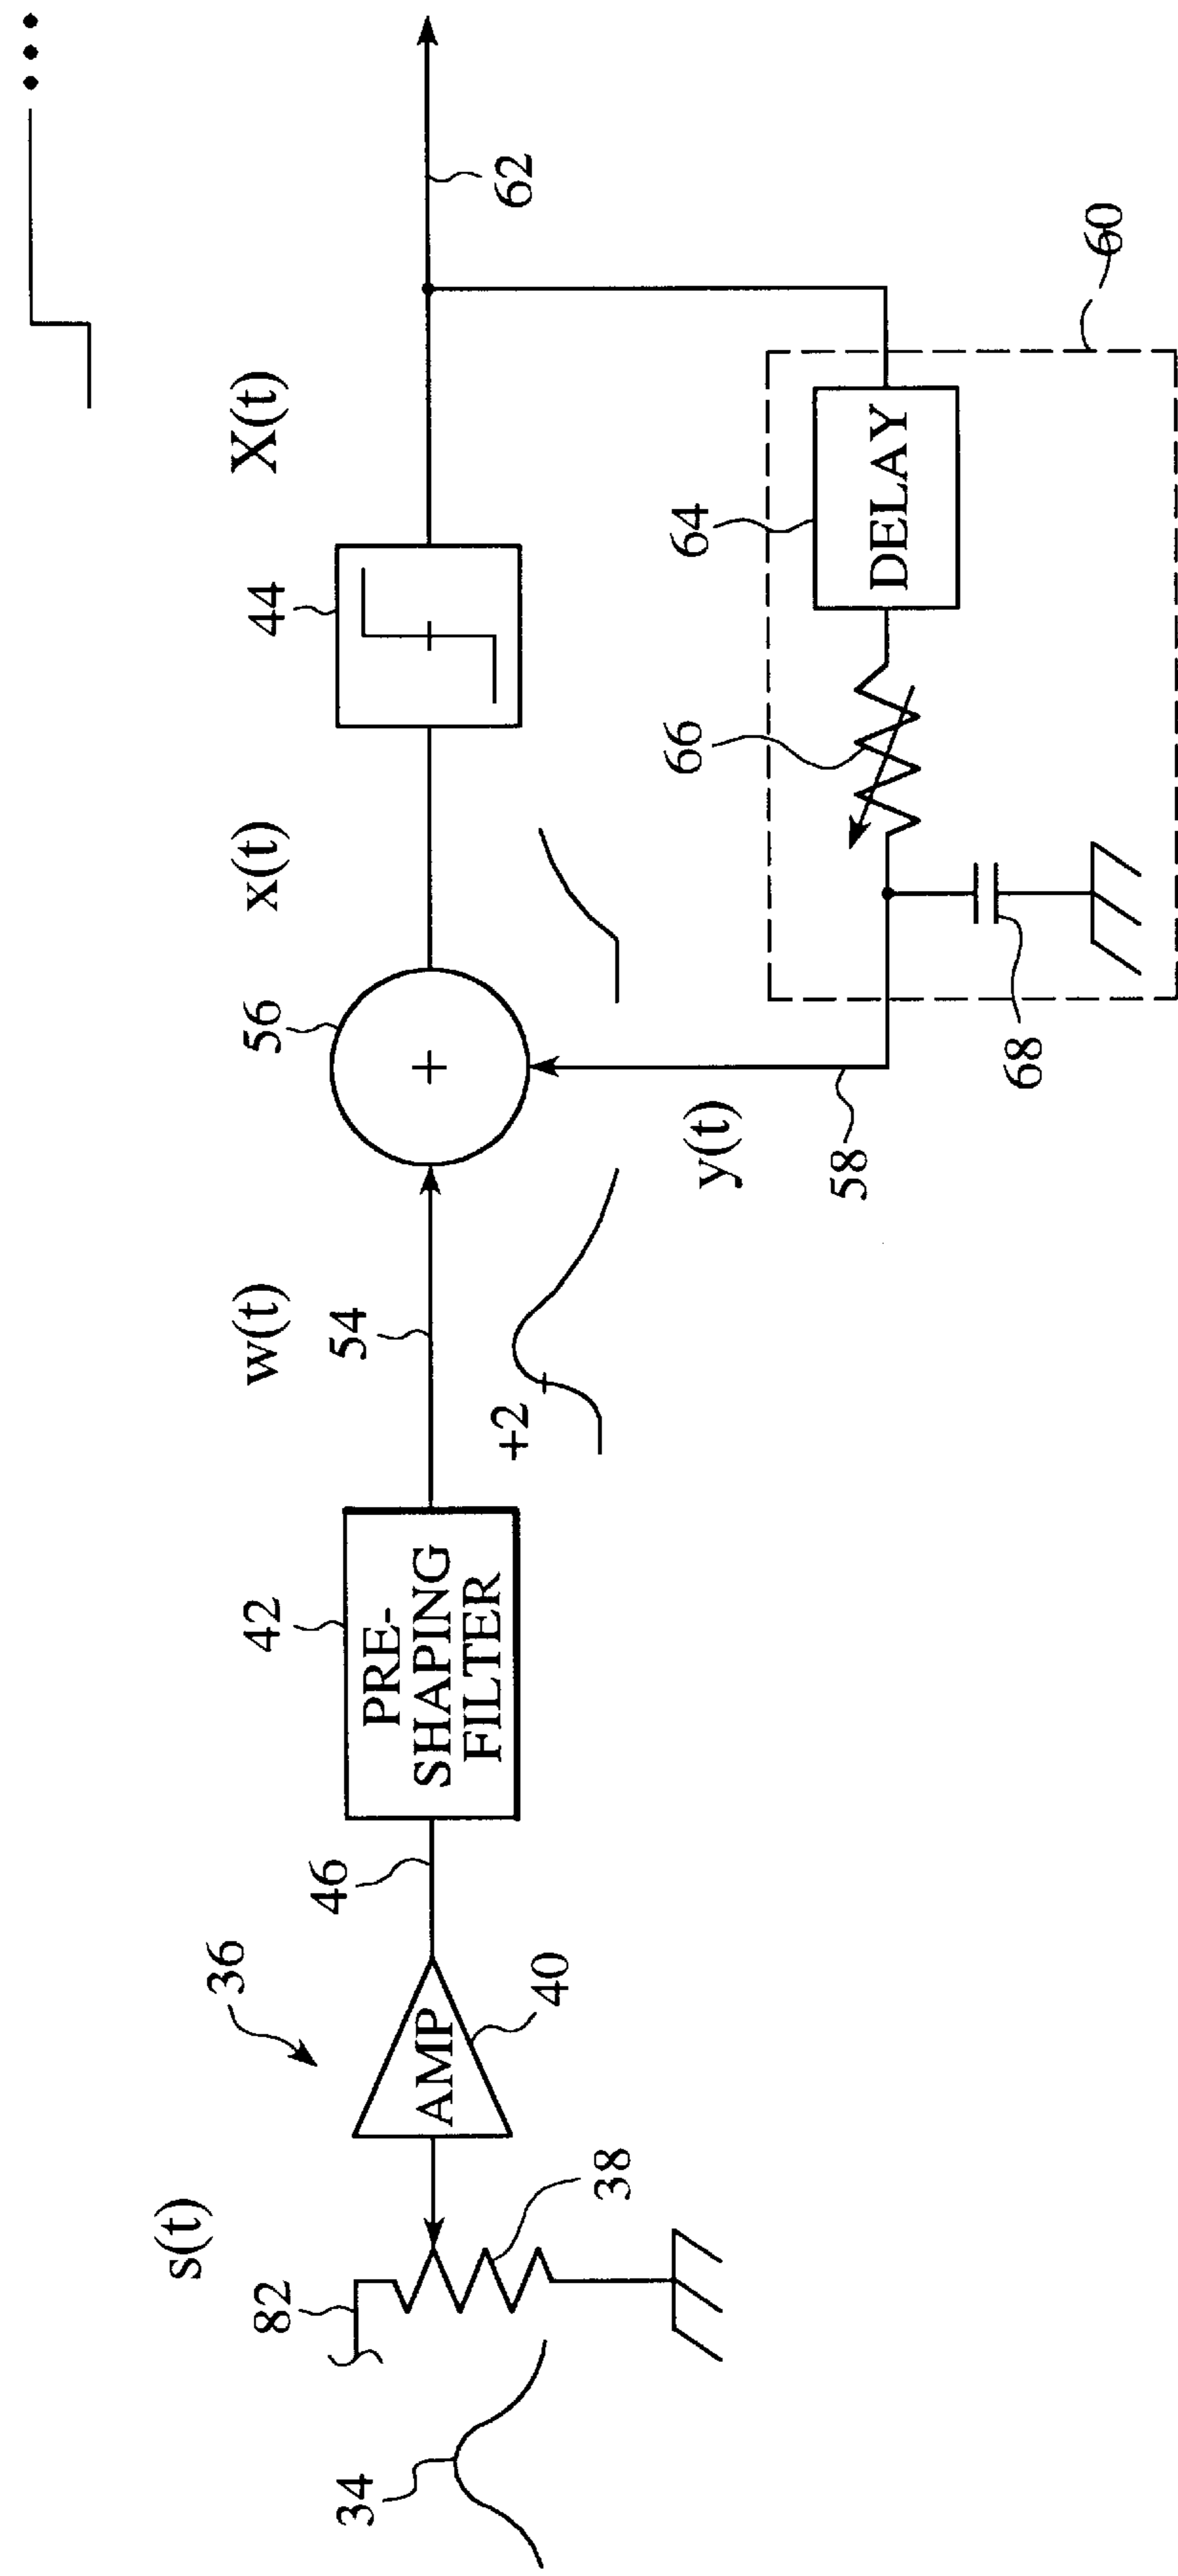 s(t)
82
34
38
36
AMP
40
46
42
PRE-
SHAPING
FILTER
w(t)
54
+2
56
+
x(t)
y(t)
58
44
X(t)
62
60
64
DELAY
66
68